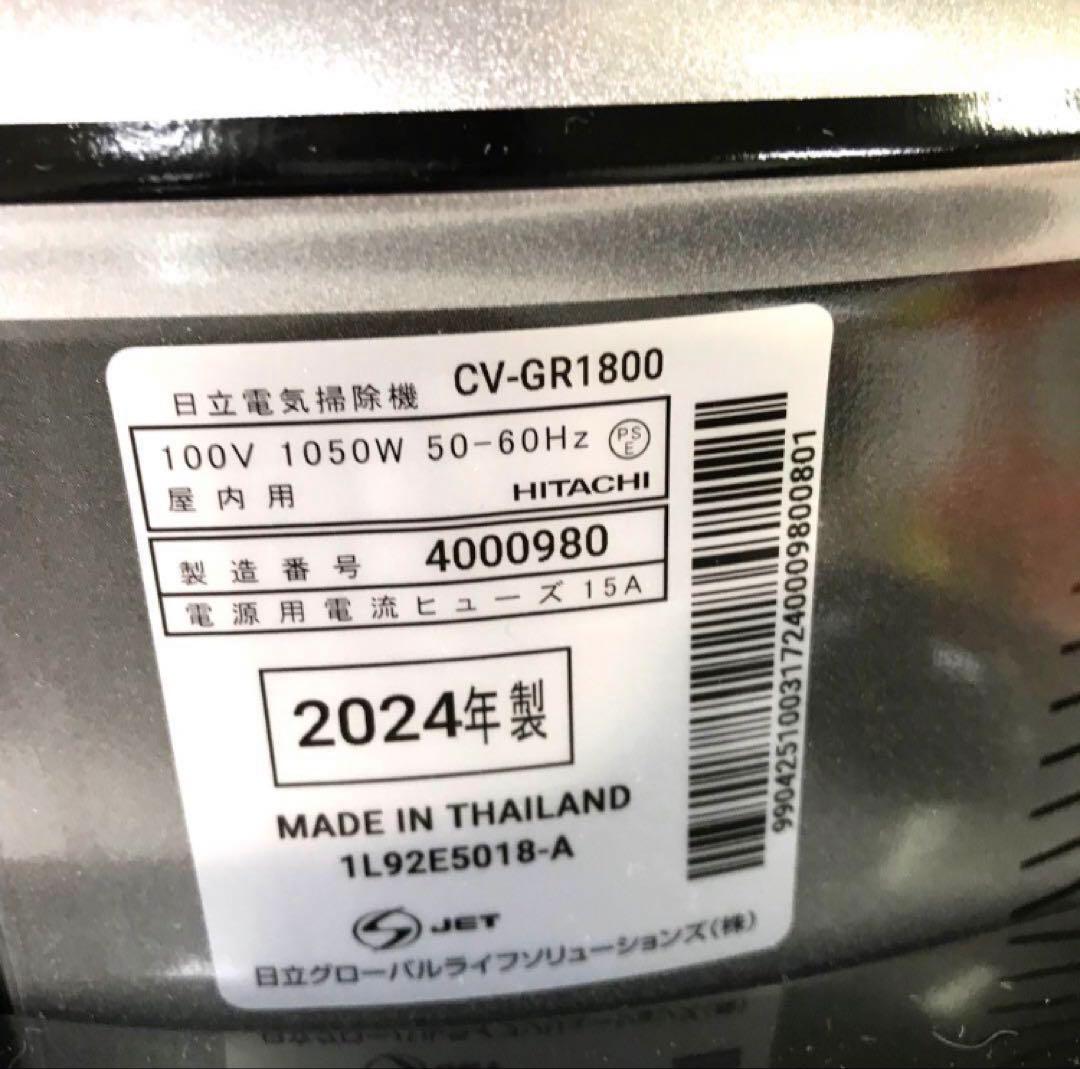 日立電気掃除機 CV-GR1800
100V 1050W 50-60Hz PSE
屋内用 HITACHI
製造番号 4000980
電源用電流ヒューズ 15A
2024年製
MADE IN THAILAND
1L92E5018-A
JET
日立グローバルライフソリューションズ(株)
99042510031724000980​0801